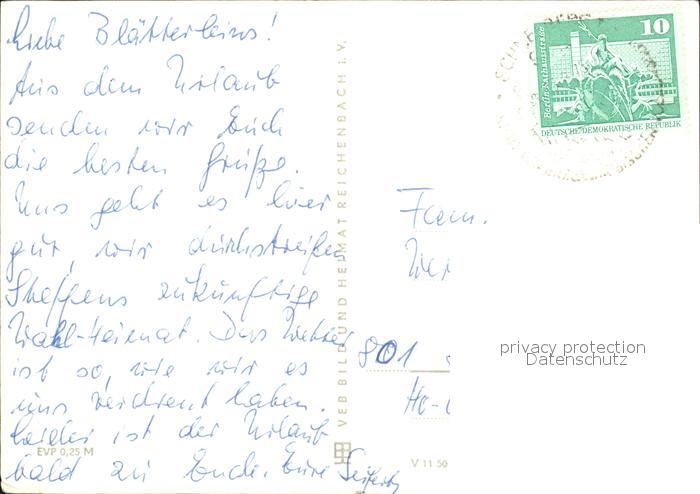 Liebe Blätterleins!
Aus dem Urlaub
senden wir Euch
die besten Grüße.
Uns geht es hier
gut, wir durchstreifen
Steffens zukünftige
Wahl-Heimat. Das Wetter
ist so, wie wir es
uns verdient haben.
Leider ist der Urlaub
bald zu Ende. Eure Seiferts
EVP 0,25 M
VEB BILD UND HEIMAT REICHENBACH i.V.
V 11 50
10
Berlin, Rathausstraße
DEUTSCHE DEMOKRATISCHE REPUBLIK
Fam.
801
privacy protection
Datenschutz